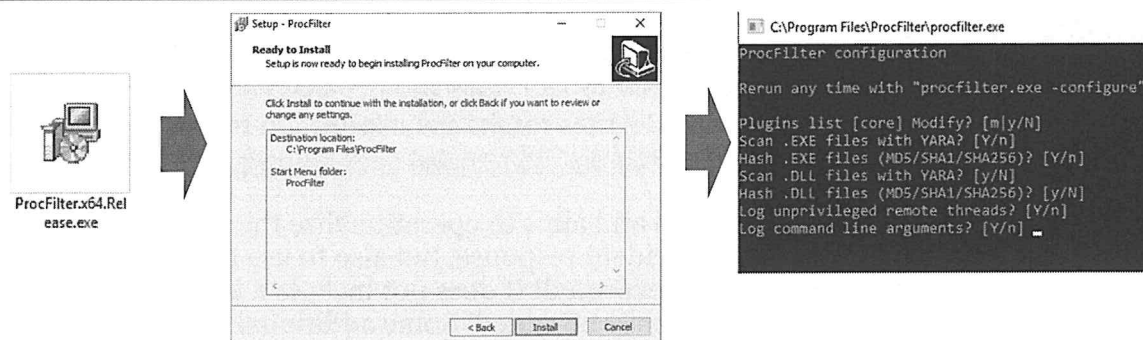 ProcFilter.x64.Rel
ease.exe
Setup - ProcFilter
Ready to Install
Setup is now ready to begin installing ProcFilter on your computer.
Click Install to continue with the installation, or click Back if you want to review or
change any settings.
Destination location:
C:\Program Files\ProcFilter
Start Menu folder:
ProcFilter
< Back
Install
Cancel
C:\Program Files\ProcFilter\procfilter.exe
ProcFilter configuration
Rerun any time with "procfilter.exe -configure"
Plugins list [core] Modify? [m|y/N]
Scan .EXE files with YARA? [Y/n]
Hash .EXE files (MD5/SHA1/SHA256)? [Y/n]
Scan .DLL files with YARA? [y/N]
Hash .DLL files (MD5/SHA1/SHA256)? [y/N]
Log unprivileged remote threads? [Y/n]
Log command line arguments? [Y/n]